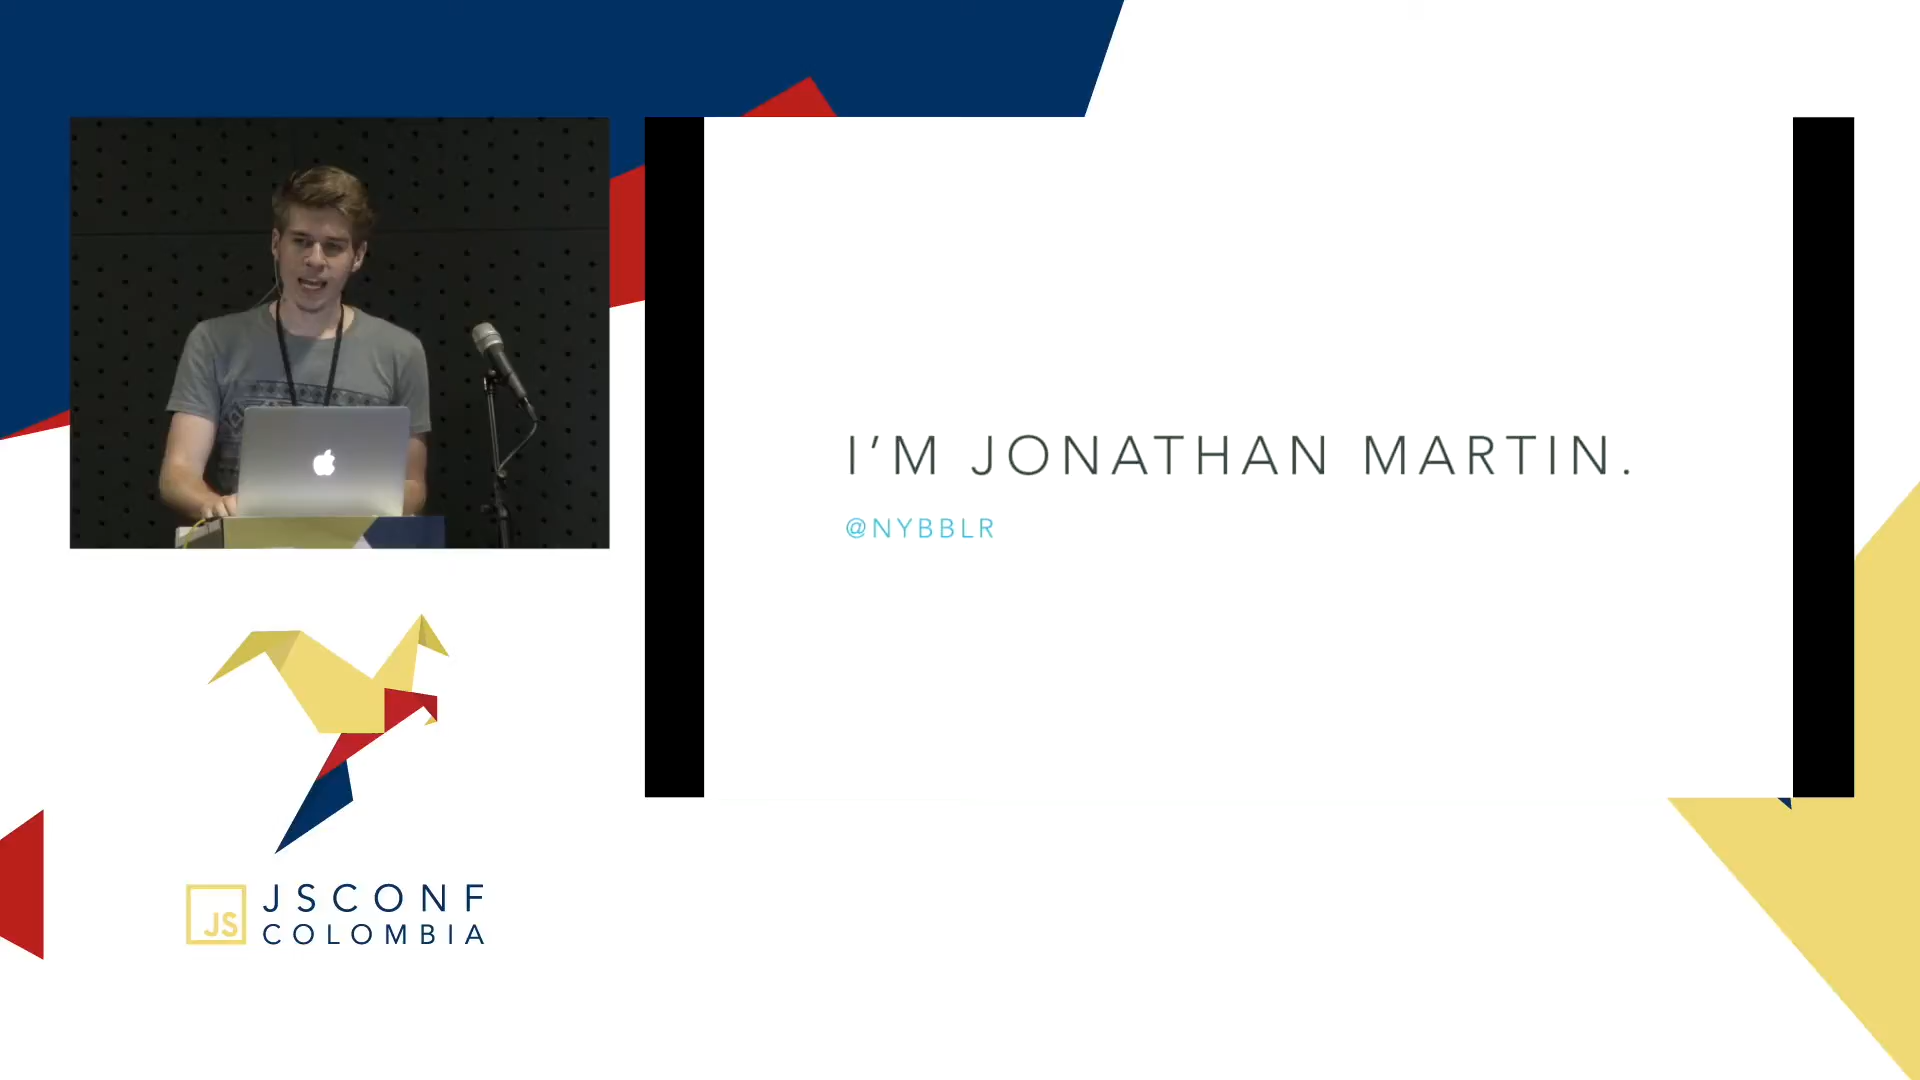 I’M JONATHAN MARTIN.
@NYBBLR
JS
JSCONF
COLOMBIA